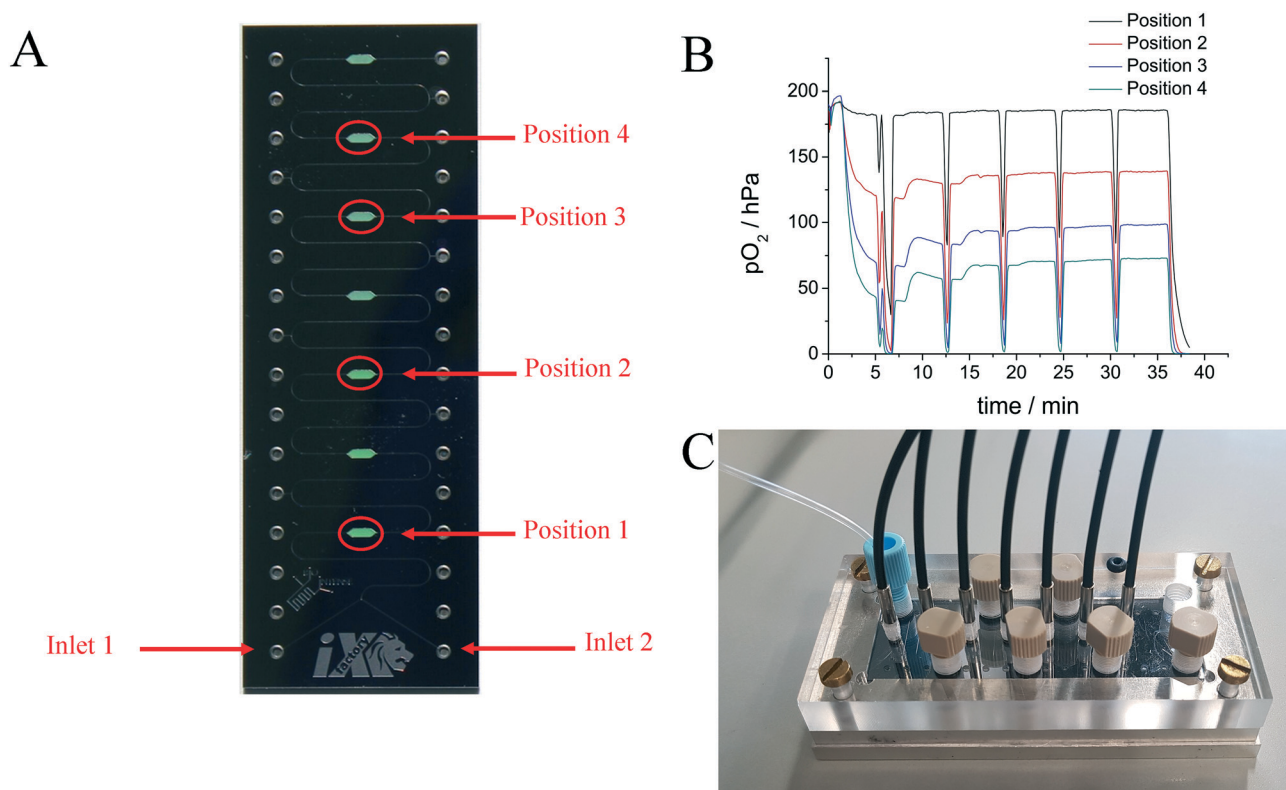 A
Position 4
Position 3
Position 2
Position 1
Inlet 1
Inlet 2
iX
factory
B
Position 1
Position 2
Position 3
Position 4
pO₂ / hPa
200
150
100
50
0
0 5 10 15 20 25 30 35 40
time / min
C